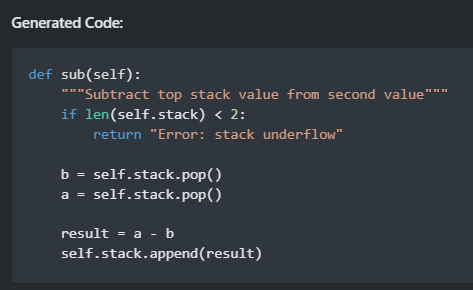 Generated Code:
def sub(self):
    """Subtract top stack value from second value"""
    if len(self.stack) < 2:
        return "Error: stack underflow"
    b = self.stack.pop()
    a = self.stack.pop()
    result = a - b
    self.stack.append(result)